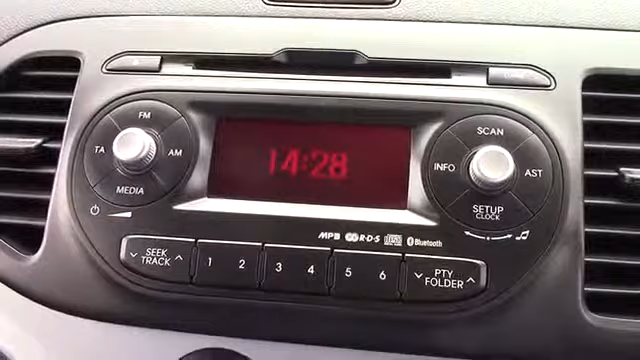 FM
TA
AM
MEDIA
14:28
SCAN
INFO
AST
SETUP
CLOCK
MP3 R·D·S Bluetooth
SEEK
TRACK
1 2
3 4
5 6
PTY
FOLDER